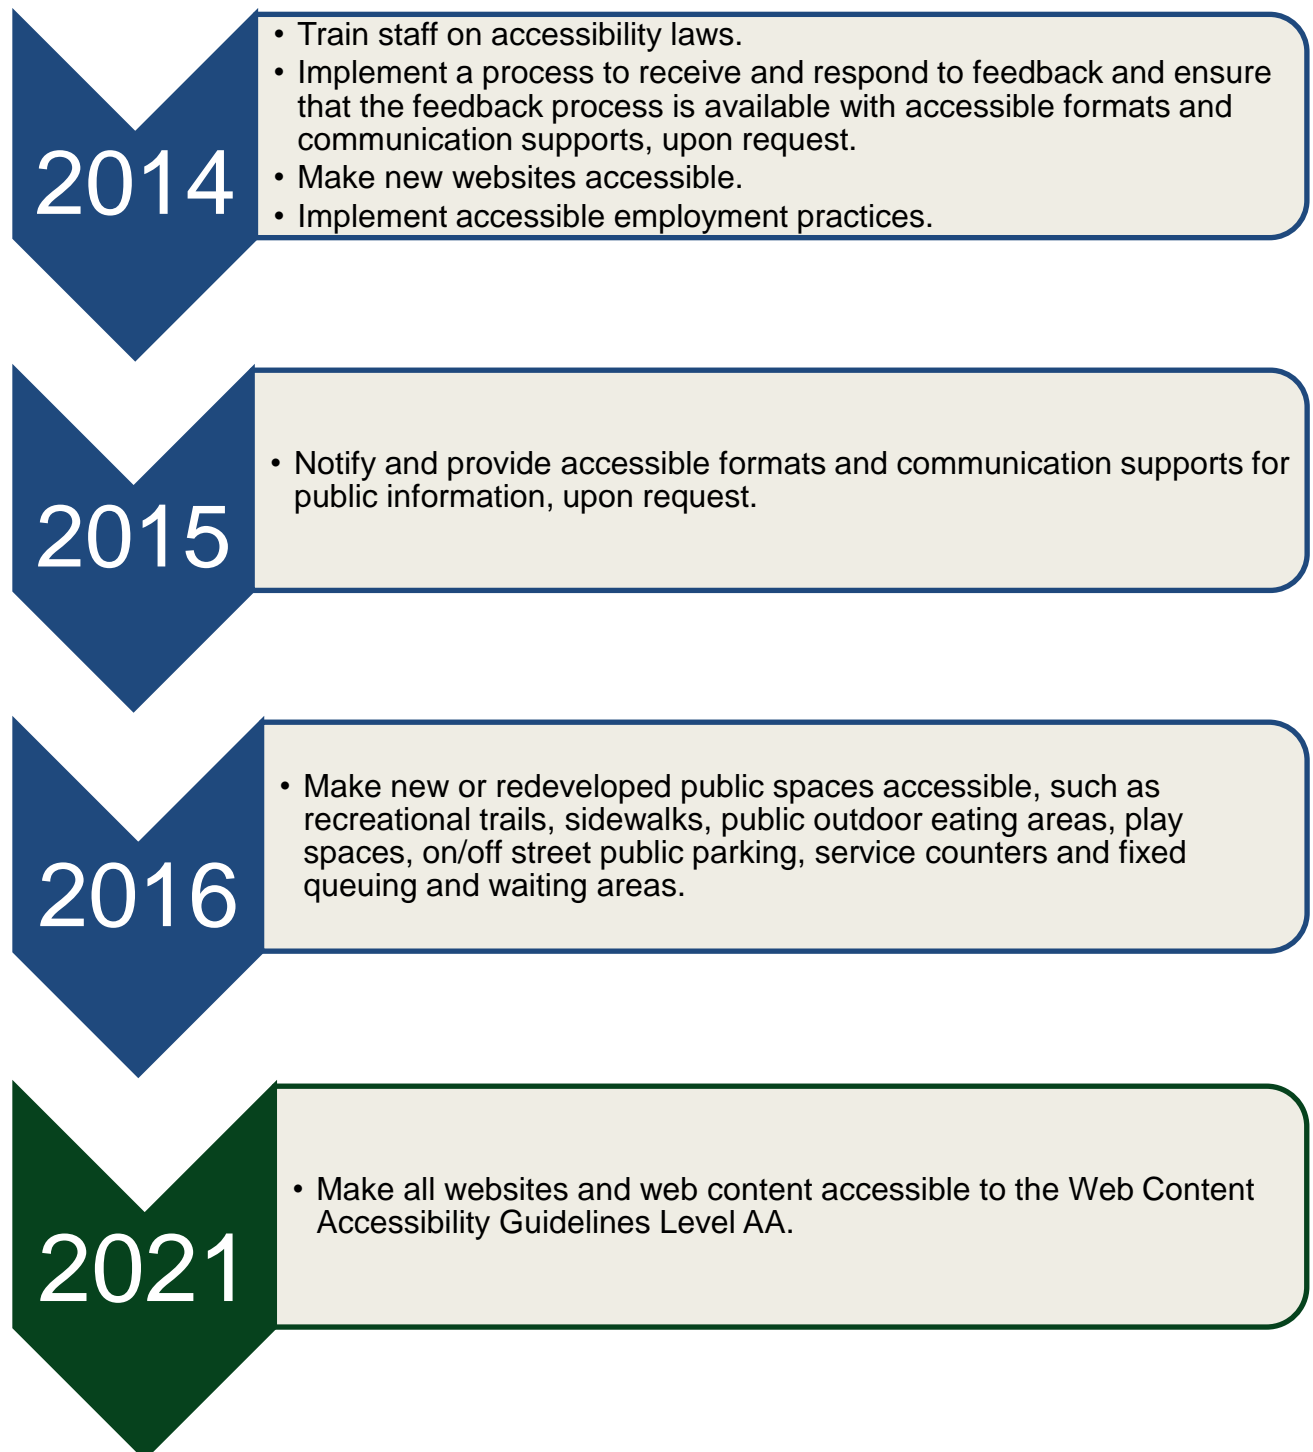 2014
• Train staff on accessibility laws.
• Implement a process to receive and respond to feedback and ensure
that the feedback process is available with accessible formats and
communication supports, upon request.
• Make new websites accessible.
• Implement accessible employment practices.
2015
• Notify and provide accessible formats and communication supports for
public information, upon request.
2016
• Make new or redeveloped public spaces accessible, such as
recreational trails, sidewalks, public outdoor eating areas, play
spaces, on/off street public parking, service counters and fixed
queuing and waiting areas.
2021
• Make all websites and web content accessible to the Web Content
Accessibility Guidelines Level AA.